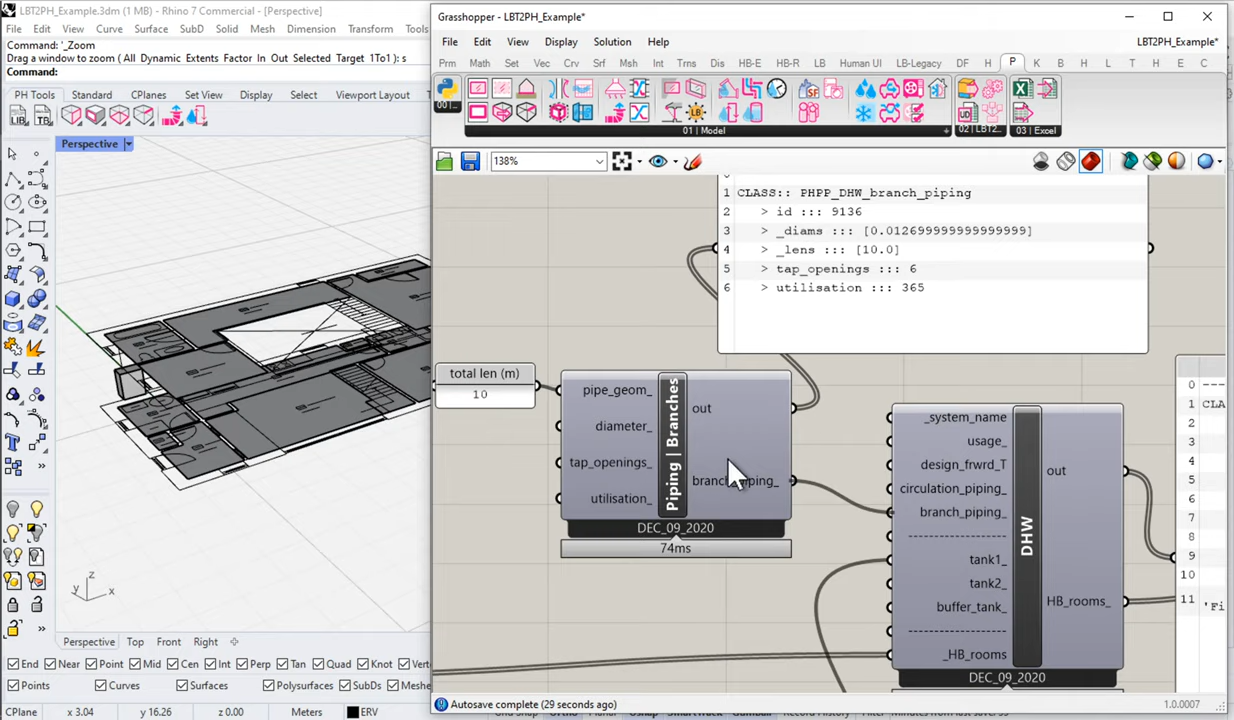 LBT2PH_Example.3dm (1 MB) - Rhino 7 Commercial - [Perspective]
File Edit View Curve Surface SubD Solid Mesh Dimension Transform Tools
Command: '_Zoom
Drag a window to zoom ( All Dynamic Extents Factor In Out Selected Target 1To1 ): s
Command:
PH Tools Standard CPlanes Set View Display Select Viewport Layout
LIB TB
Perspective
z
y x
Perspective Top Front Right
End Near Point Mid Cen Int Perp Tan Quad Knot
Points Curves Surfaces Polysurfaces SubDs
CPlane x 3.04 y 16.26 z 0.00 Meters ERV
Grasshopper - LBT2PH_Example*
File Edit View Display Solution Help
LBT2PH_Example*
Prm Math Set Vec Crv Srf Msh Int Trns Dis HB-E HB-R LB Human UI LB-Legacy DF H P K B H L T M D H S E C
01 | Model
02 | LBT2...
03 | Excel
138%
0
1 CLASS:: PHPP_DHW_branch_piping
2 > id ::: 9136
3 > _diams ::: [0.012699999999999999]
4 > _lens ::: [10.0]
5 > tap_openings ::: 6
6 > utilisation ::: 365
total len (m)
10
pipe_geom_
diameter_
tap_openings_
utilisation_
Piping | Branches
out
DEC_09_2020
74ms
_system_name
usage_
design_frwrd_T
circulation_piping_
branch_piping_
--------------------
tank1_
tank2_
buffer_tank_
--------------------
_HB_rooms
DHW
out
HB_rooms_
DEC_09_2020
0 ---
1 CLA
2
3
4
5
6
7
8
9
10
11 'Fi
Autosave complete (29 seconds ago)
1.0.0007